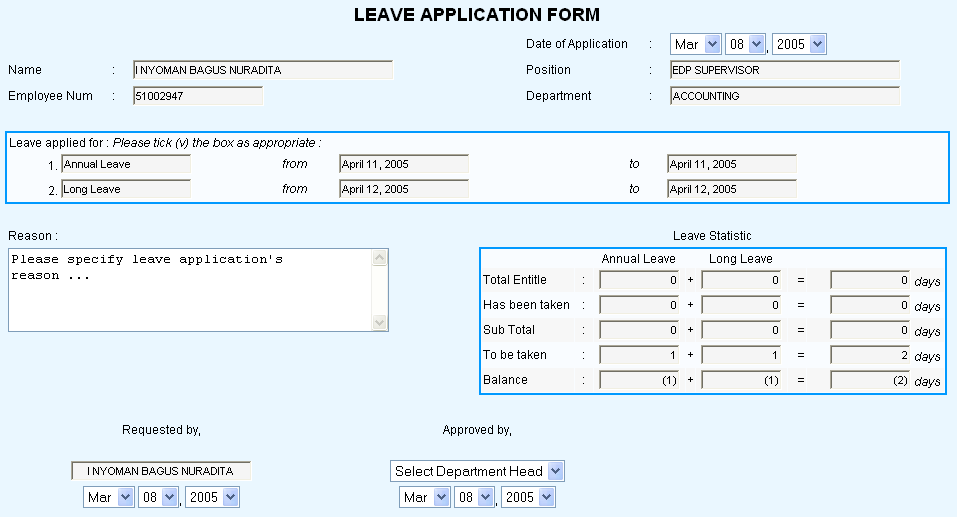 LEAVE APPLICATION FORM
Date of Application : Mar 08 , 2005
Name : I NYOMAN BAGUS NURADITA Position : EDP SUPERVISOR
Employee Num : 51002947 Department : ACCOUNTING
Leave applied for : Please tick (v) the box as appropriate :
1. Annual Leave from April 11, 2005 to April 11, 2005
2. Long Leave from April 12, 2005 to April 12, 2005
Reason :
Please specify leave application's
reason ...
Leave Statistic
Annual Leave Long Leave
Total Entitle : 0 + 0 = 0 days
Has been taken : 0 + 0 = 0 days
Sub Total : 0 + 0 = 0 days
To be taken : 1 + 1 = 2 days
Balance : (1) + (1) = (2) days
Requested by, Approved by,
I NYOMAN BAGUS NURADITA Select Department Head
Mar 08 , 2005 Mar 08 , 2005